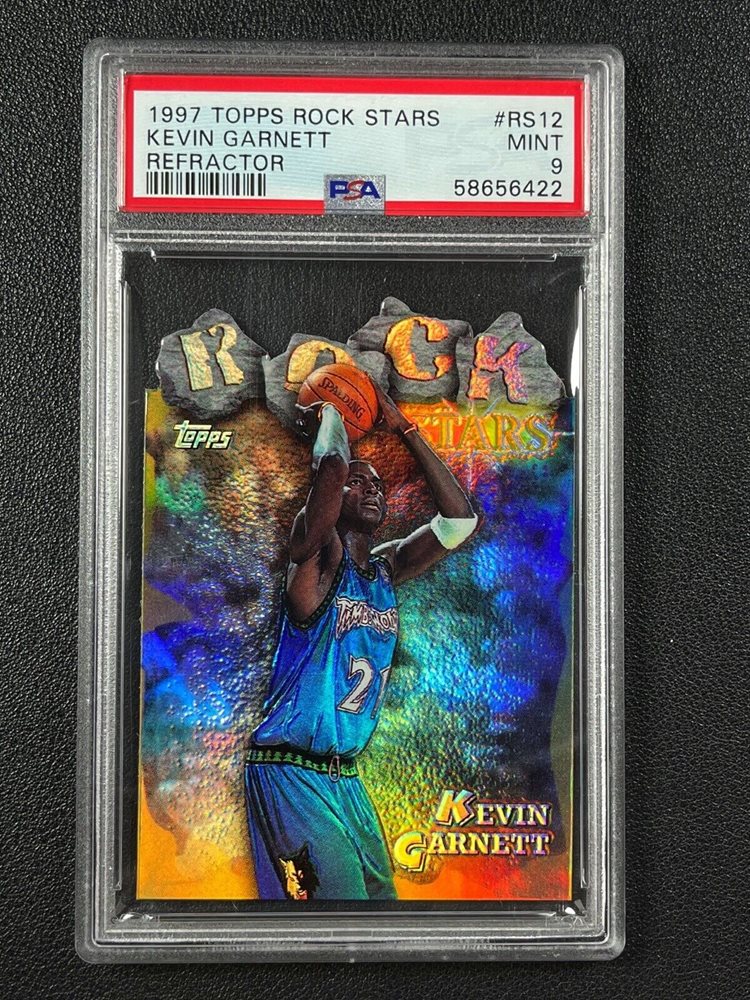 1997 TOPPS ROCK STARS #RS12
KEVIN GARNETT MINT
REFRACTOR 9
PSA 58656422
ROCK
SPALDING
STARS
Topps
TIMBERWOL
21
KEVIN
GARNETT